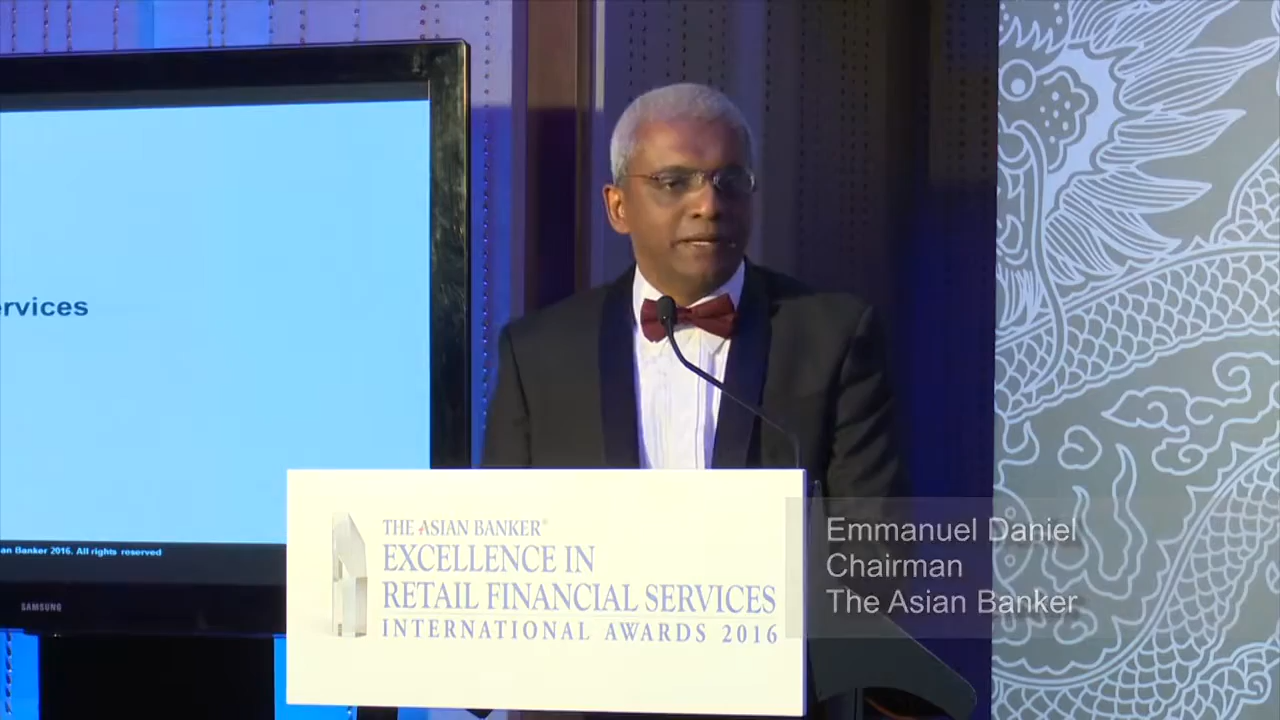 ervices
an Banker 2016. All rights reserved
SAMSUNG
THE ASIAN BANKER®
EXCELLENCE IN
RETAIL FINANCIAL SERVICES
INTERNATIONAL AWARDS 2016
Emmanuel Daniel
Chairman
The Asian Banker